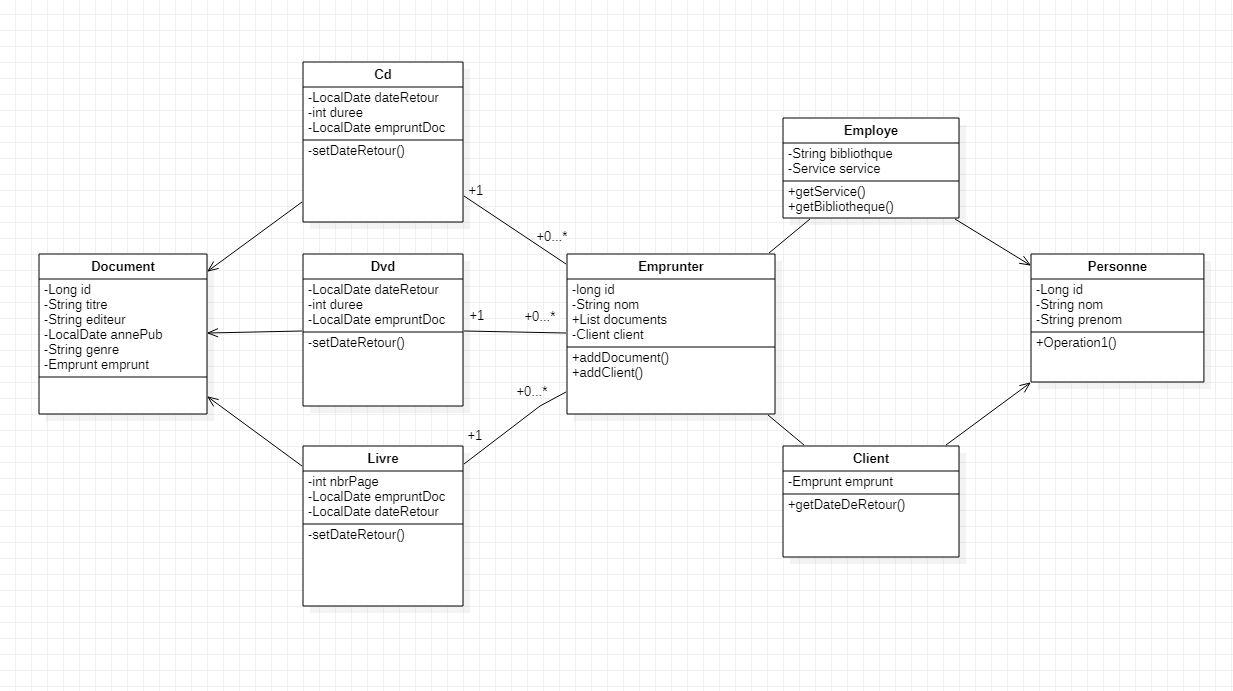 Cd
-LocalDate dateRetour
-int duree
-LocalDate empruntDoc
-setDateRetour()
+1
+0...*
Employe
-String bibliothque
-Service service
+getService()
+getBibliotheque()
Document
-Long id
-String titre
-String editeur
-LocalDate annePub
-String genre
-Emprunt emprunt
Dvd
-LocalDate dateRetour
-int duree
-LocalDate empruntDoc
-setDateRetour()
+1
+0...*
Emprunter
-long id
-String nom
+List documents
-Client client
+addDocument()
+addClient()
Personne
-Long id
-String nom
-String prenom
+Operation1()
+0...*
+1
Livre
-int nbrPage
-LocalDate empruntDoc
-LocalDate dateRetour
-setDateRetour()
Client
-Emprunt emprunt
+getDateDeRetour()